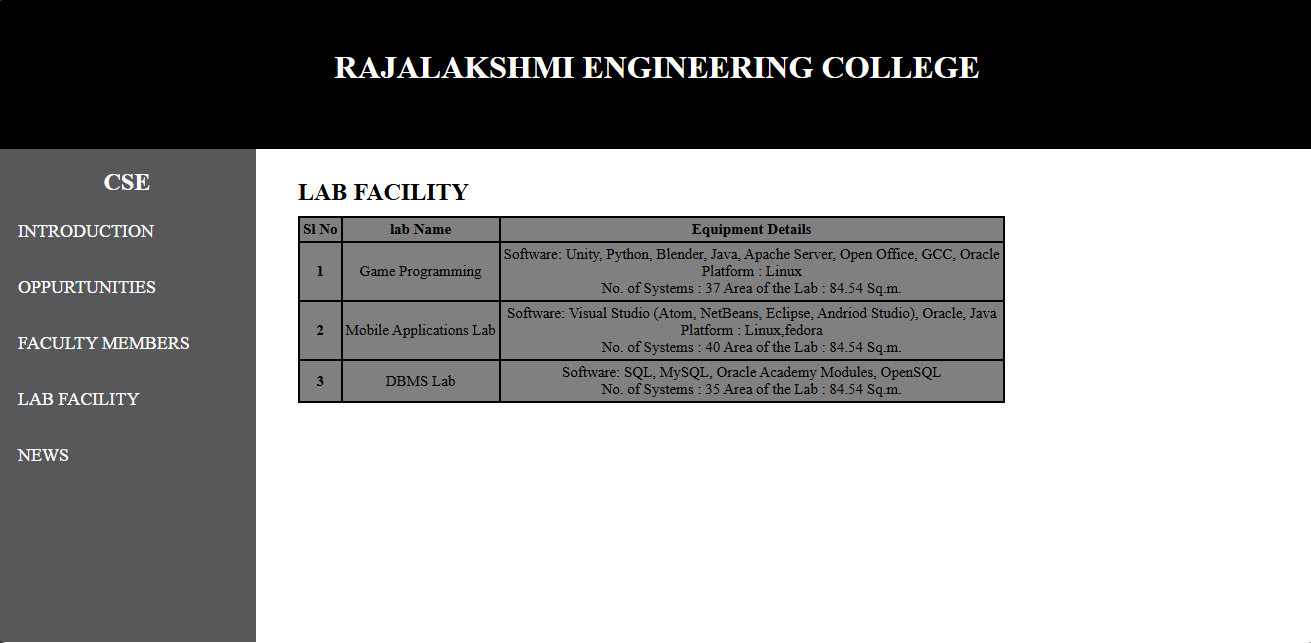 RAJALAKSHMI ENGINEERING COLLEGE
CSE
INTRODUCTION
OPPURTUNITIES
FACULTY MEMBERS
LAB FACILITY
NEWS
LAB FACILITY
Sl No lab Name Equipment Details
1 Game Programming Software: Unity, Python, Blender, Java, Apache Server, Open Office, GCC, Oracle
Platform : Linux
No. of Systems : 37 Area of the Lab : 84.54 Sq.m.
2 Mobile Applications Lab Software: Visual Studio (Atom, NetBeans, Eclipse, Andriod Studio), Oracle, Java
Platform : Linux,fedora
No. of Systems : 40 Area of the Lab : 84.54 Sq.m.
3 DBMS Lab Software: SQL, MySQL, Oracle Academy Modules, OpenSQL
No. of Systems : 35 Area of the Lab : 84.54 Sq.m.